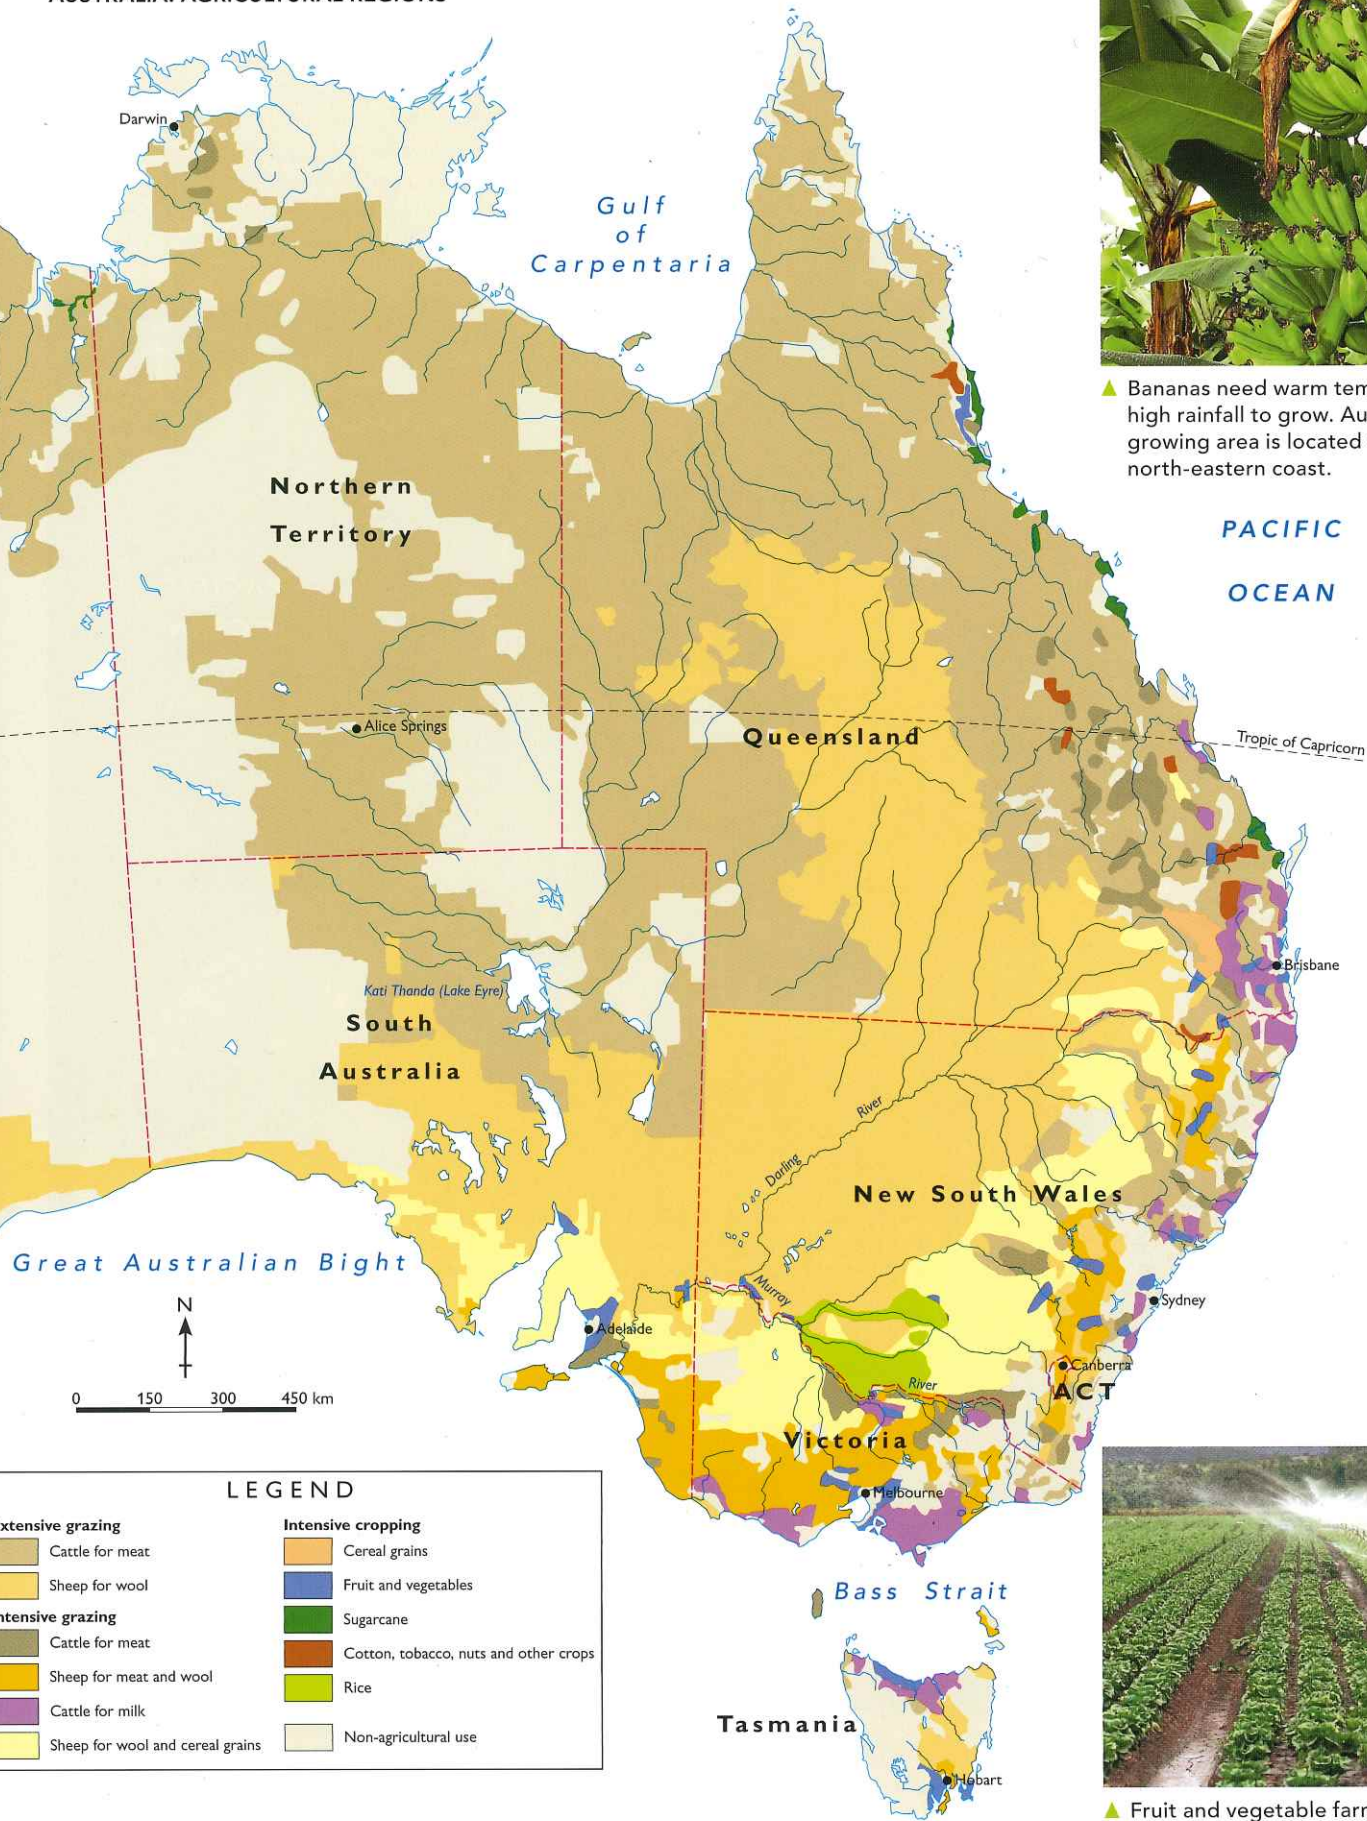 AUSTRALIA: AGRICULTURAL REGIONS
Darwin
Gulf
of
Carpentaria
▲ Bananas need warm tem
high rainfall to grow. Au
growing area is located
north-eastern coast.
Northern
Territory
PACIFIC
OCEAN
Alice Springs
Queensland
Tropic of Capricorn
Kati Thanda (Lake Eyre)
South
Australia
Brisbane
River
Darling
New South Wales
Great Australian Bight
Murray
N
Sydney
Adelaide
Canberra
ACT
0 150 300 450 km
River
Victoria
Melbourne
LEGEND
xtensive grazing
Cattle for meat
Sheep for wool
ntensive grazing
Cattle for meat
Sheep for meat and wool
Cattle for milk
Sheep for wool and cereal grains
Intensive cropping
Cereal grains
Fruit and vegetables
Sugarcane
Cotton, tobacco, nuts and other crops
Rice
Non-agricultural use
Bass Strait
Tasmania
Hobart
▲ Fruit and vegetable farm